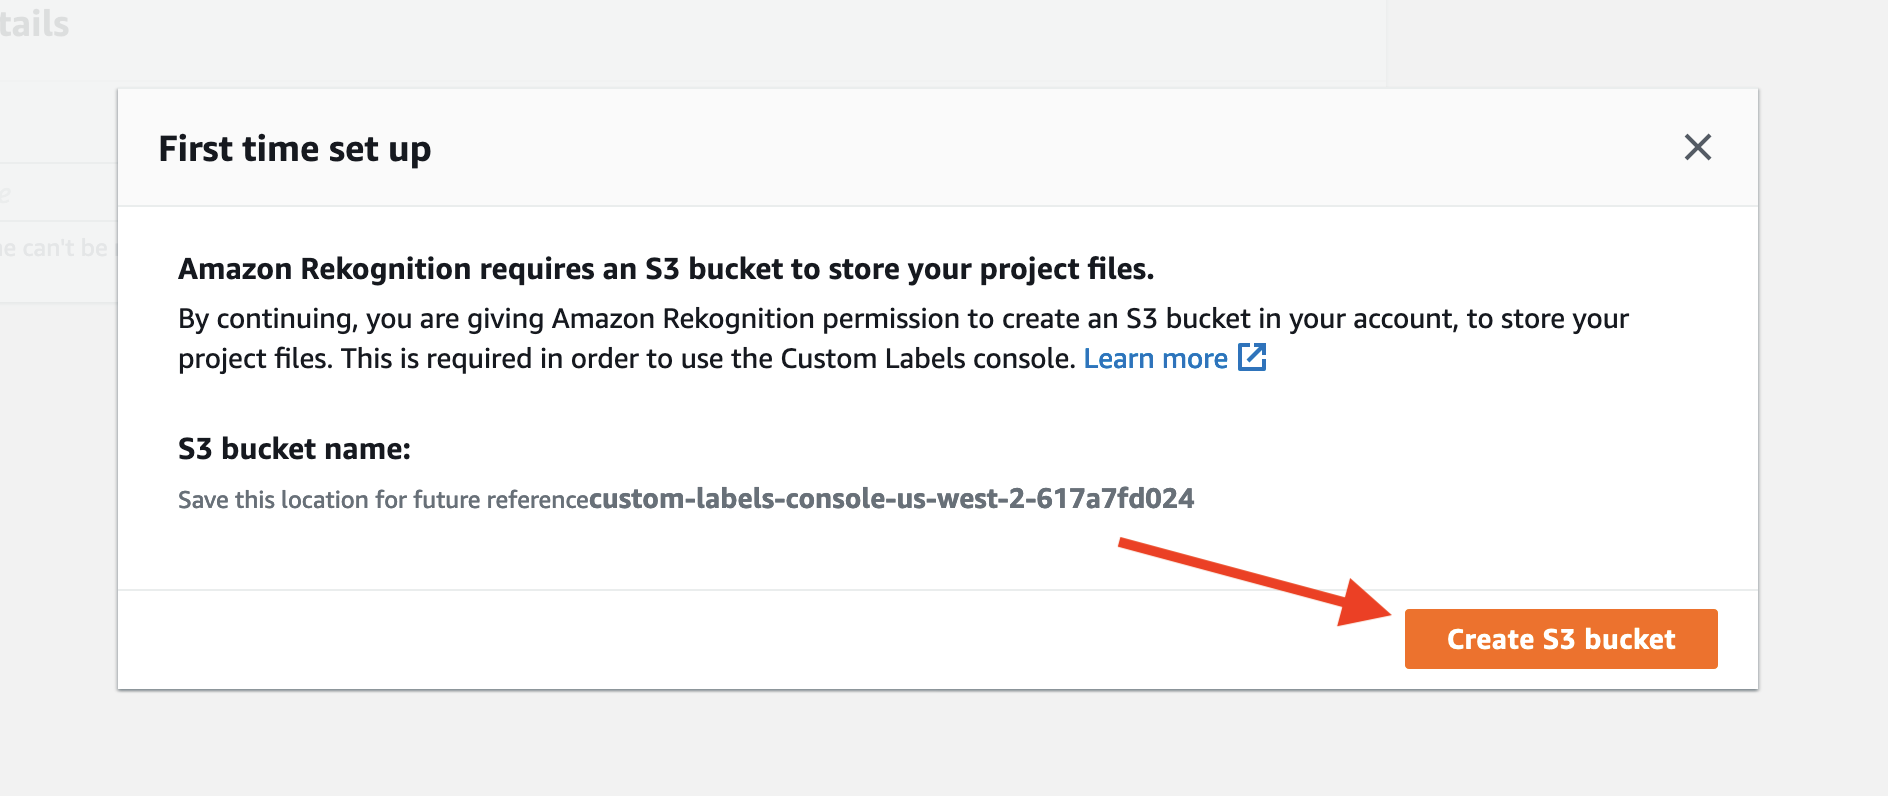 tails
First time set up
e
e can't be
Amazon Rekognition requires an S3 bucket to store your project files.
By continuing, you are giving Amazon Rekognition permission to create an S3 bucket in your account, to store your
project files. This is required in order to use the Custom Labels console. Learn more
S3 bucket name:
Save this location for future referencecustom-labels-console-us-west-2-617a7fd024
Create S3 bucket